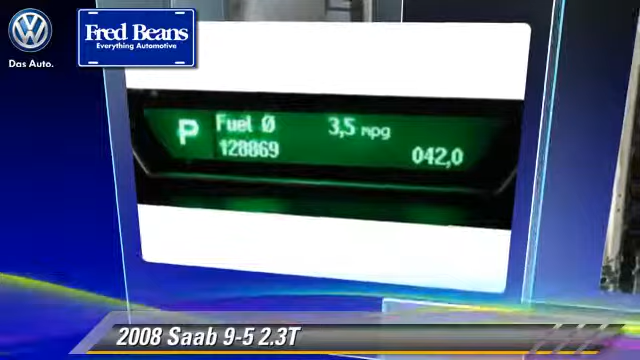 Das Auto.
Fred Beans
Everything Automotive
P
Fuel Ø 3,5 mpg
128869 042,0
2008 Saab 9-5 2.3T